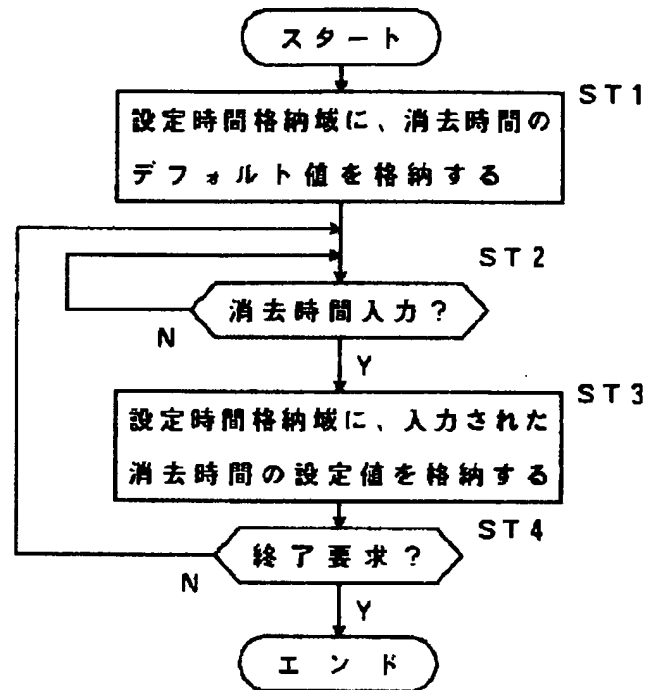 スタート
ST1
設定時間格納域に、消去時間の
デフォルト値を格納する
ST2
消去時間入力？
N
Y
ST3
設定時間格納域に、入力された
消去時間の設定値を格納する
ST4
終了要求？
N
Y
エンド